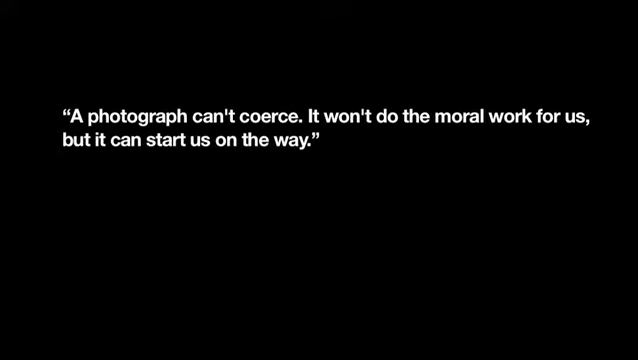 “A photograph can't coerce. It won't do the moral work for us,
but it can start us on the way.”